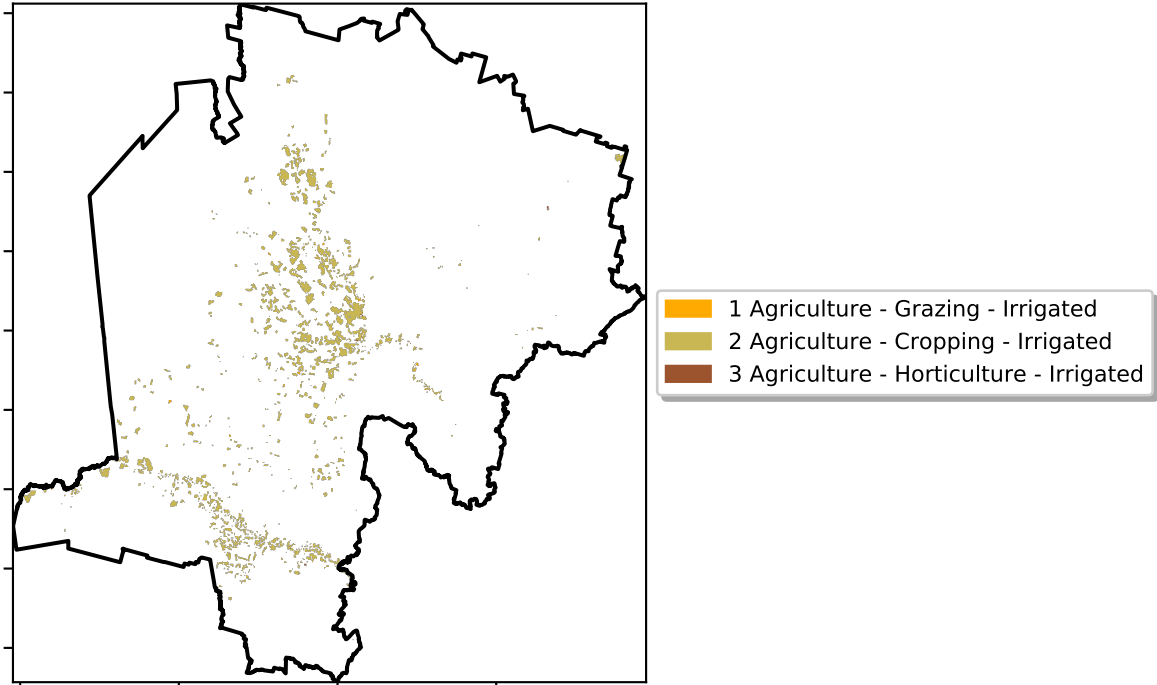 1 Agriculture - Grazing - Irrigated
2 Agriculture - Cropping - Irrigated
3 Agriculture - Horticulture - Irrigated